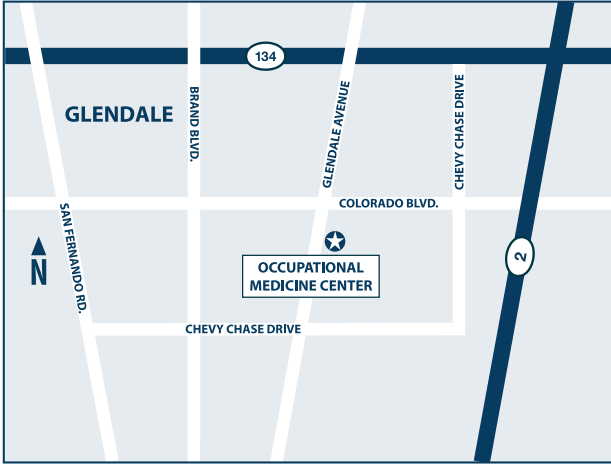 134
GLENDALE
BRAND BLVD.
GLENDALE AVENUE
CHEVY CHASE DRIVE
COLORADO BLVD.
SAN FERNANDO RD.
N
OCCUPATIONAL
MEDICINE CENTER
2
CHEVY CHASE DRIVE